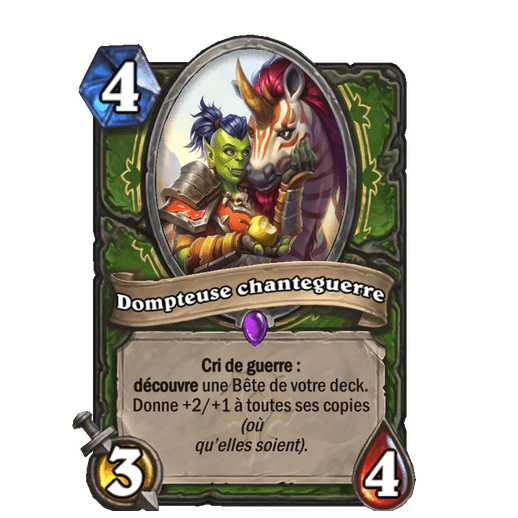 4
Dompteuse chanteguerre
Cri de guerre :
découvre une Bête de votre deck.
Donne +2/+1 à toutes ses copies
(où
qu'elles soient).
3
4